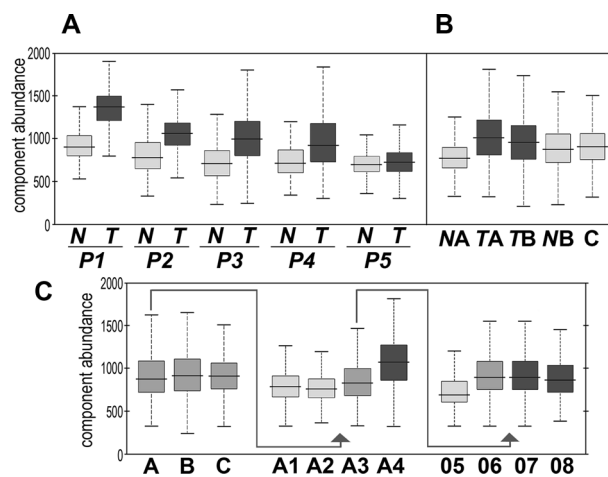 A
B
component abundance
2000
1500
1000
500
0
N T N T N T N T N T
P1 P2 P3 P4 P5
NA TA TB NB C
C
component abundance
2000
1500
1000
500
0
A B C A1 A2 A3 A4 05 06 07 08